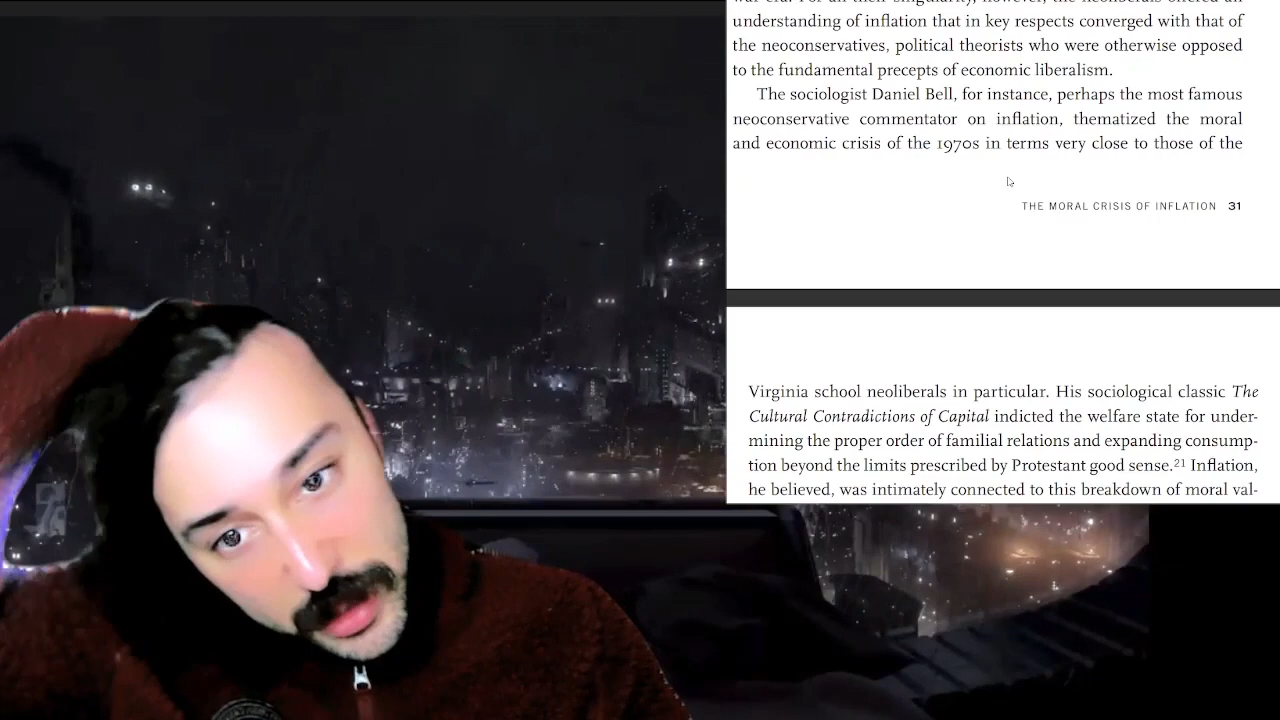 understanding of inflation that in key respects converged with that of
the neoconservatives, political theorists who were otherwise opposed
to the fundamental precepts of economic liberalism.
The sociologist Daniel Bell, for instance, perhaps the most famous
neoconservative commentator on inflation, thematized the moral
and economic crisis of the 1970s in terms very close to those of the
THE MORAL CRISIS OF INFLATION 31
Virginia school neoliberals in particular. His sociological classic The
Cultural Contradictions of Capital indicted the welfare state for under-
mining the proper order of familial relations and expanding consump-
tion beyond the limits prescribed by Protestant good sense.21 Inflation,
he believed, was intimately connected to this breakdown of moral val-